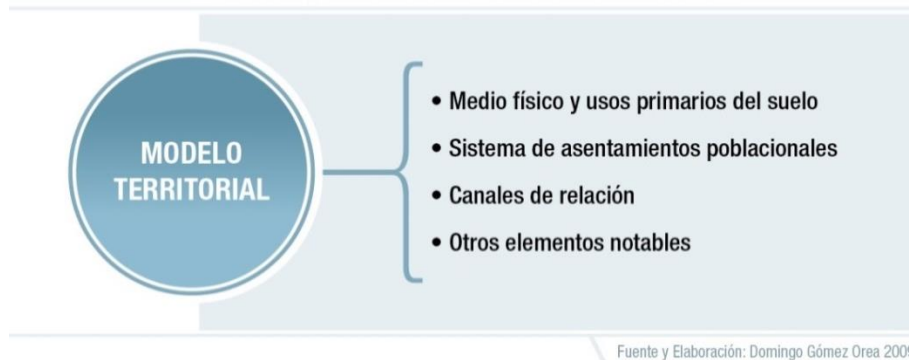 MODELO
TERRITORIAL
• Medio físico y usos primarios del suelo
• Sistema de asentamientos poblacionales
• Canales de relación
• Otros elementos notables
Fuente y Elaboración: Domingo Gómez Orea 2009